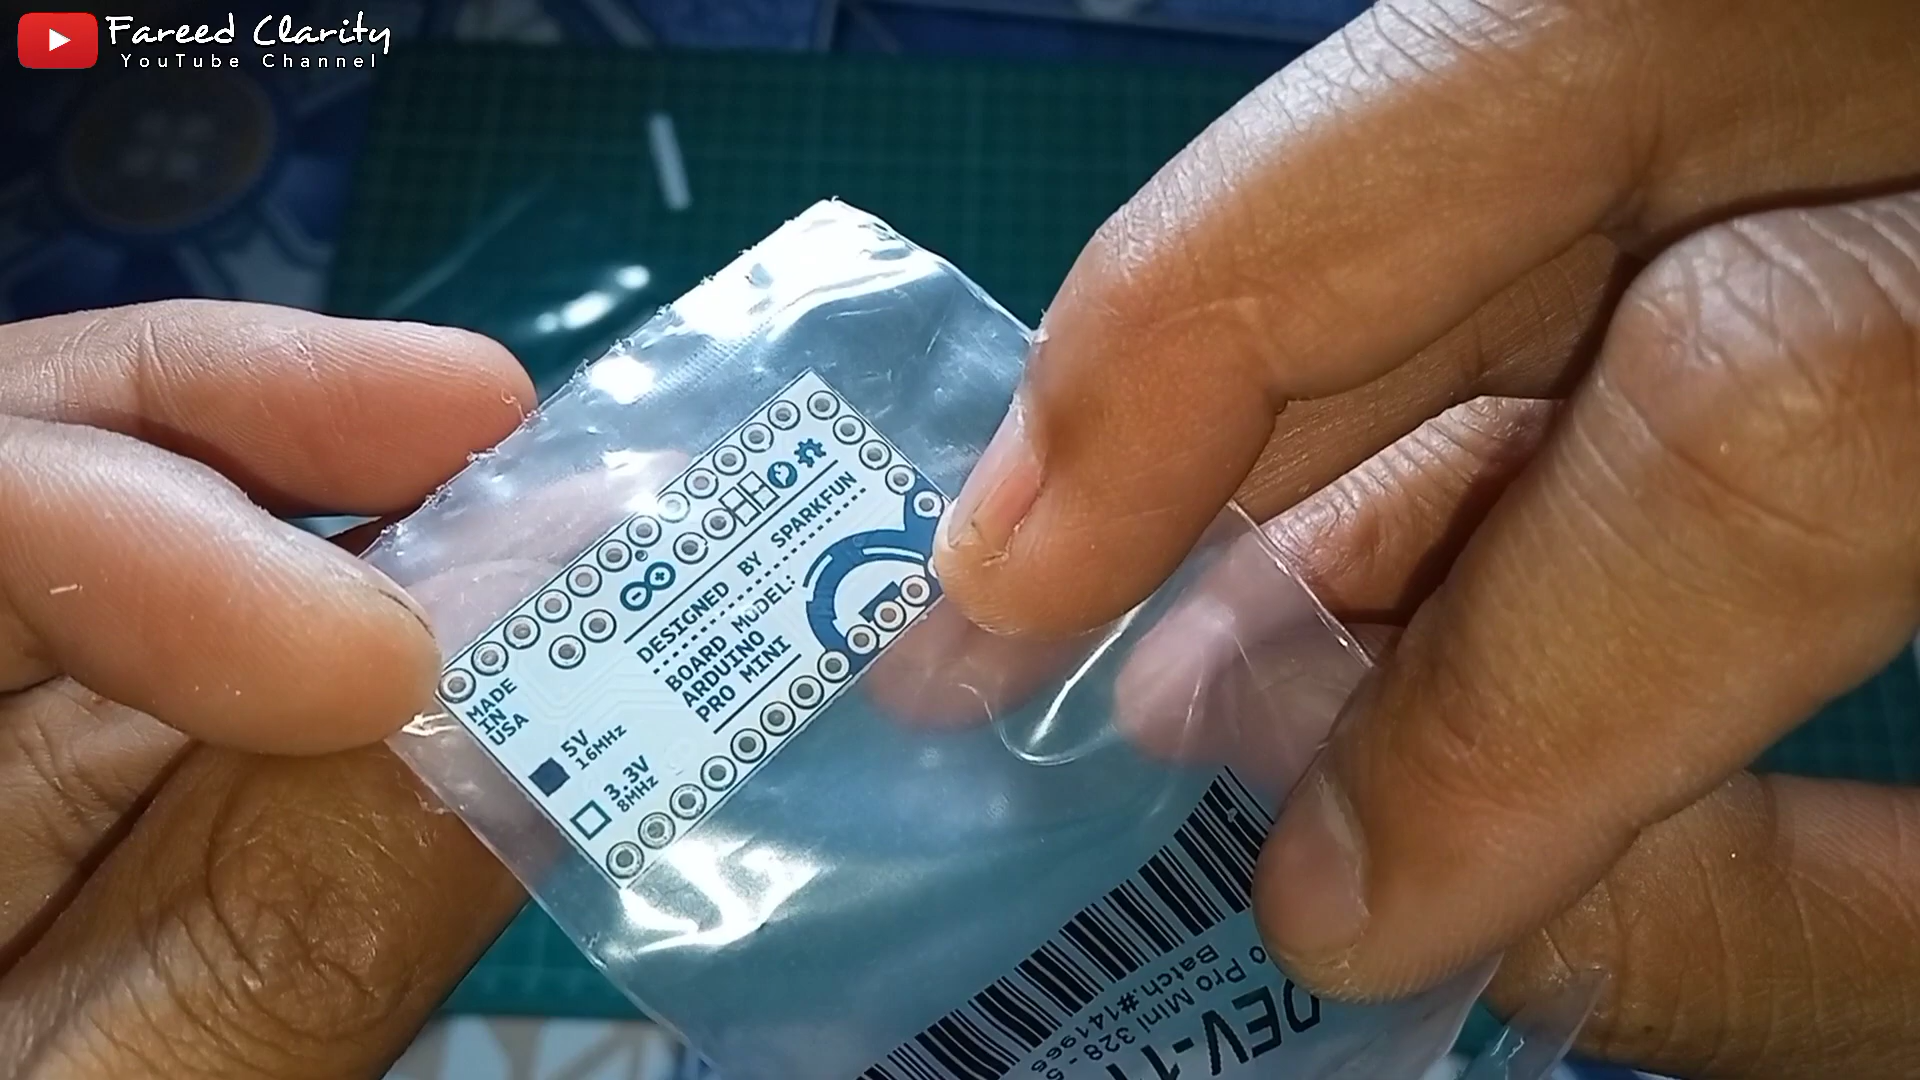 Fareed Clarity
YouTube Channel
DESIGNED BY SPARKFUN
BOARD MODEL:
ARDUINO
PRO MINI
MADE
IN
USA
5V
16MHz
3.3V
8MHz
o Pro Mini 328 - 5
Batch.#141965
DEV-11